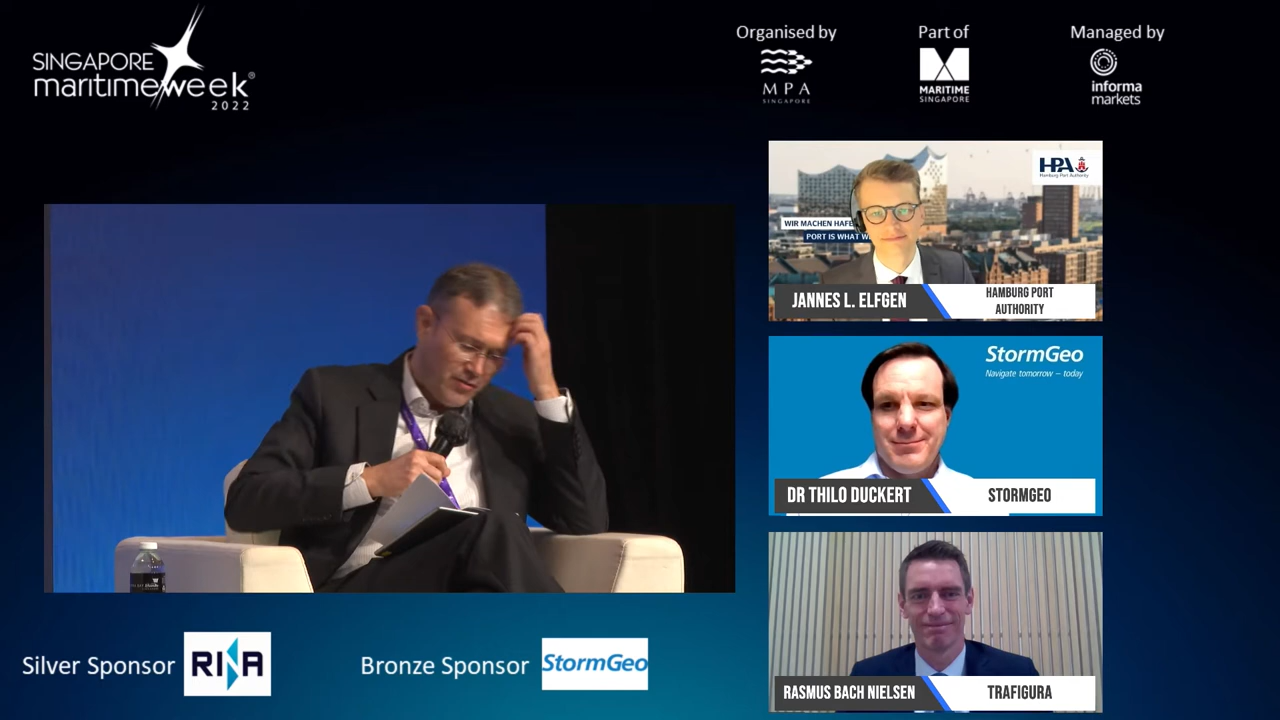 SINGAPORE
maritimeweek®
2022
Organised by
MPA
SINGAPORE
Part of
MARITIME
SINGAPORE
Managed by
informa
markets
HPA
Hamburg Port Authority
WIR MACHEN HAFE
PORT IS WHAT W
JANNES L. ELFGEN
HAMBURG PORT
AUTHORITY
StormGeo
Navigate tomorrow – today
DR THILO DUCKERT
STORMGEO
RASMUS BACH NIELSEN
TRAFIGURA
Silver Sponsor
RINA
Bronze Sponsor
StormGeo